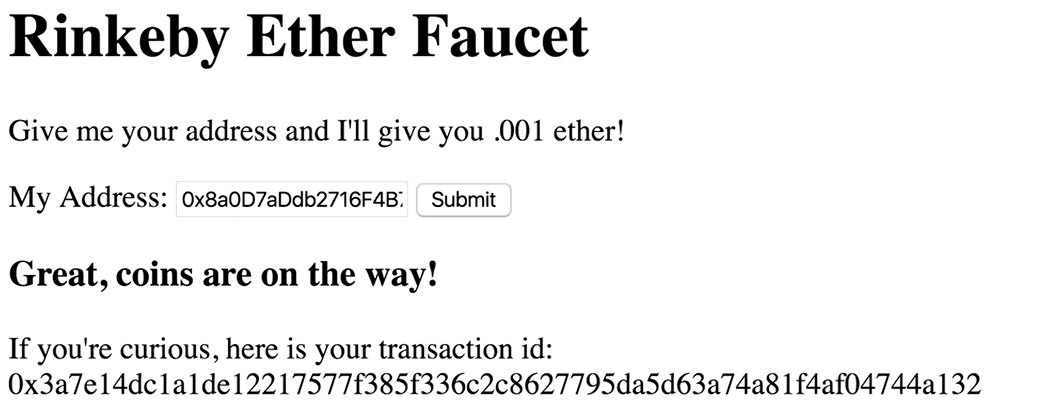 Rinkeby Ether Faucet
Give me your address and I'll give you .001 ether!
My Address: 0x8a0D7aDdb2716F4B Submit
Great, coins are on the way!
If you're curious, here is your transaction id:
0x3a7e14dc1a1de12217577f385f336c2c8627795da5d63a74a81f4af04744a132